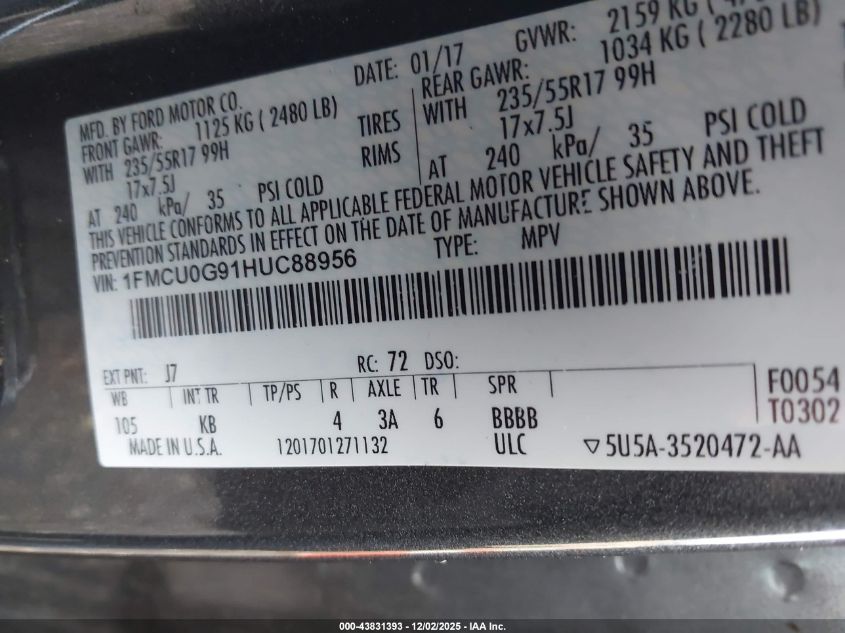 MFD. BY FORD MOTOR CO.
DATE: 01/17
GVWR: 2159 KG
FRONT GAWR: 1125 KG ( 2480 LB)
REAR GAWR: 1034 KG ( 2280 LB)
WITH 235/55R17 99H TIRES
WITH 235/55R17 99H
17x7.5J RIMS
17x7.5J
AT 240 kPa/ 35 PSI COLD
AT 240 kPa/ 35 PSI COLD
THIS VEHICLE CONFORMS TO ALL APPLICABLE FEDERAL MOTOR VEHICLE SAFETY AND THEFT
PREVENTION STANDARDS IN EFFECT ON THE DATE OF MANUFACTURE SHOWN ABOVE.
VIN: 1FMCU0G91HUC88956
TYPE: MPV
EXT PNT: J7
RC: 72 DSO:
WB INT TR TP/PS R AXLE TR SPR
105 KB 4 3A 6 BBBB
F0054
T0302
MADE IN U.S.A.
1201701271132
ULC
▽5U5A-3520472-AA
000-43831393 - 12/02/2025 - IAA Inc.